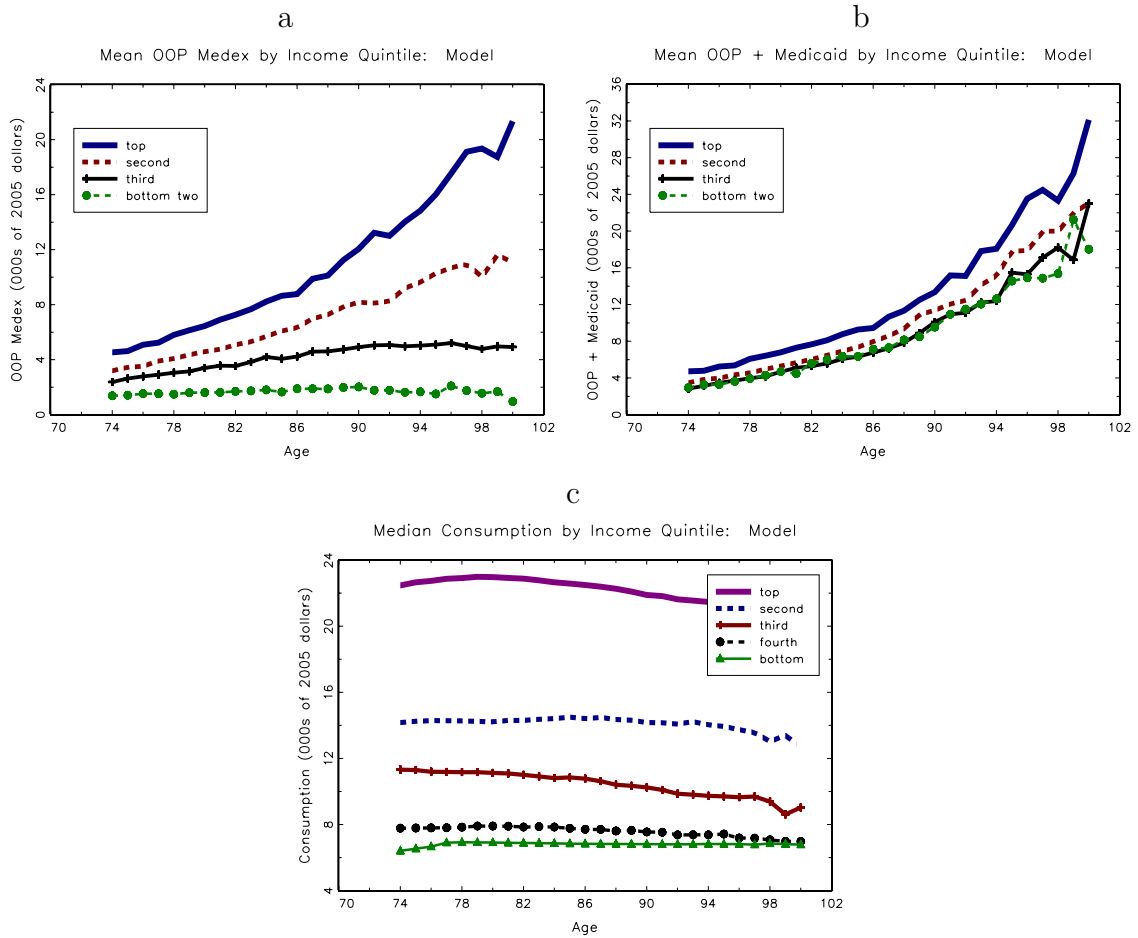 a
Mean OOP Medex by Income Quintile: Model
OOP Medex (000s of 2005 dollars)
24
20
16
12
8
4
0
top
second
third
bottom two
70 74 78 82 86 90 94 98 102
Age
b
Mean OOP + Medicaid by Income Quintile: Model
OOP + Medicaid (000s of 2005 dollars)
36
32
28
24
20
16
12
8
4
0
top
second
third
bottom two
70 74 78 82 86 90 94 98 102
Age
c
Median Consumption by Income Quintile: Model
Consumption (000s of 2005 dollars)
24
20
16
12
8
4
top
second
third
fourth
bottom
70 74 78 82 86 90 94 98 102
Age